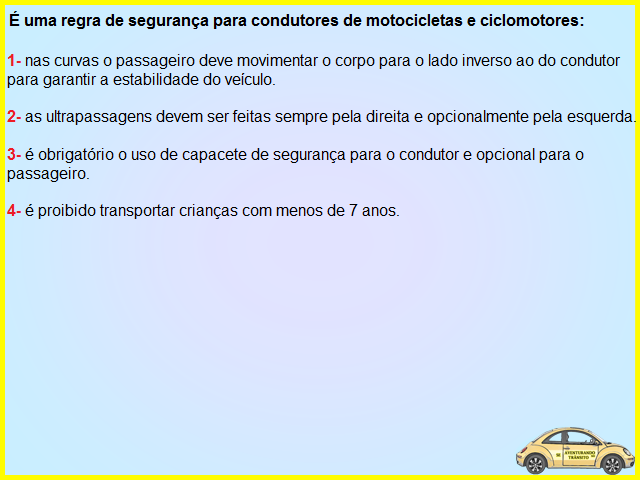 É uma regra de segurança para condutores de motocicletas e ciclomotores:
1- nas curvas o passageiro deve movimentar o corpo para o lado inverso ao do condutor
para garantir a estabilidade do veículo.
2- as ultrapassagens devem ser feitas sempre pela direita e opcionalmente pela esquerda.
3- é obrigatório o uso de capacete de segurança para o condutor e opcional para o
passageiro.
4- é proibido transportar crianças com menos de 7 anos.
AVENTURANDO
TRÂNSITO